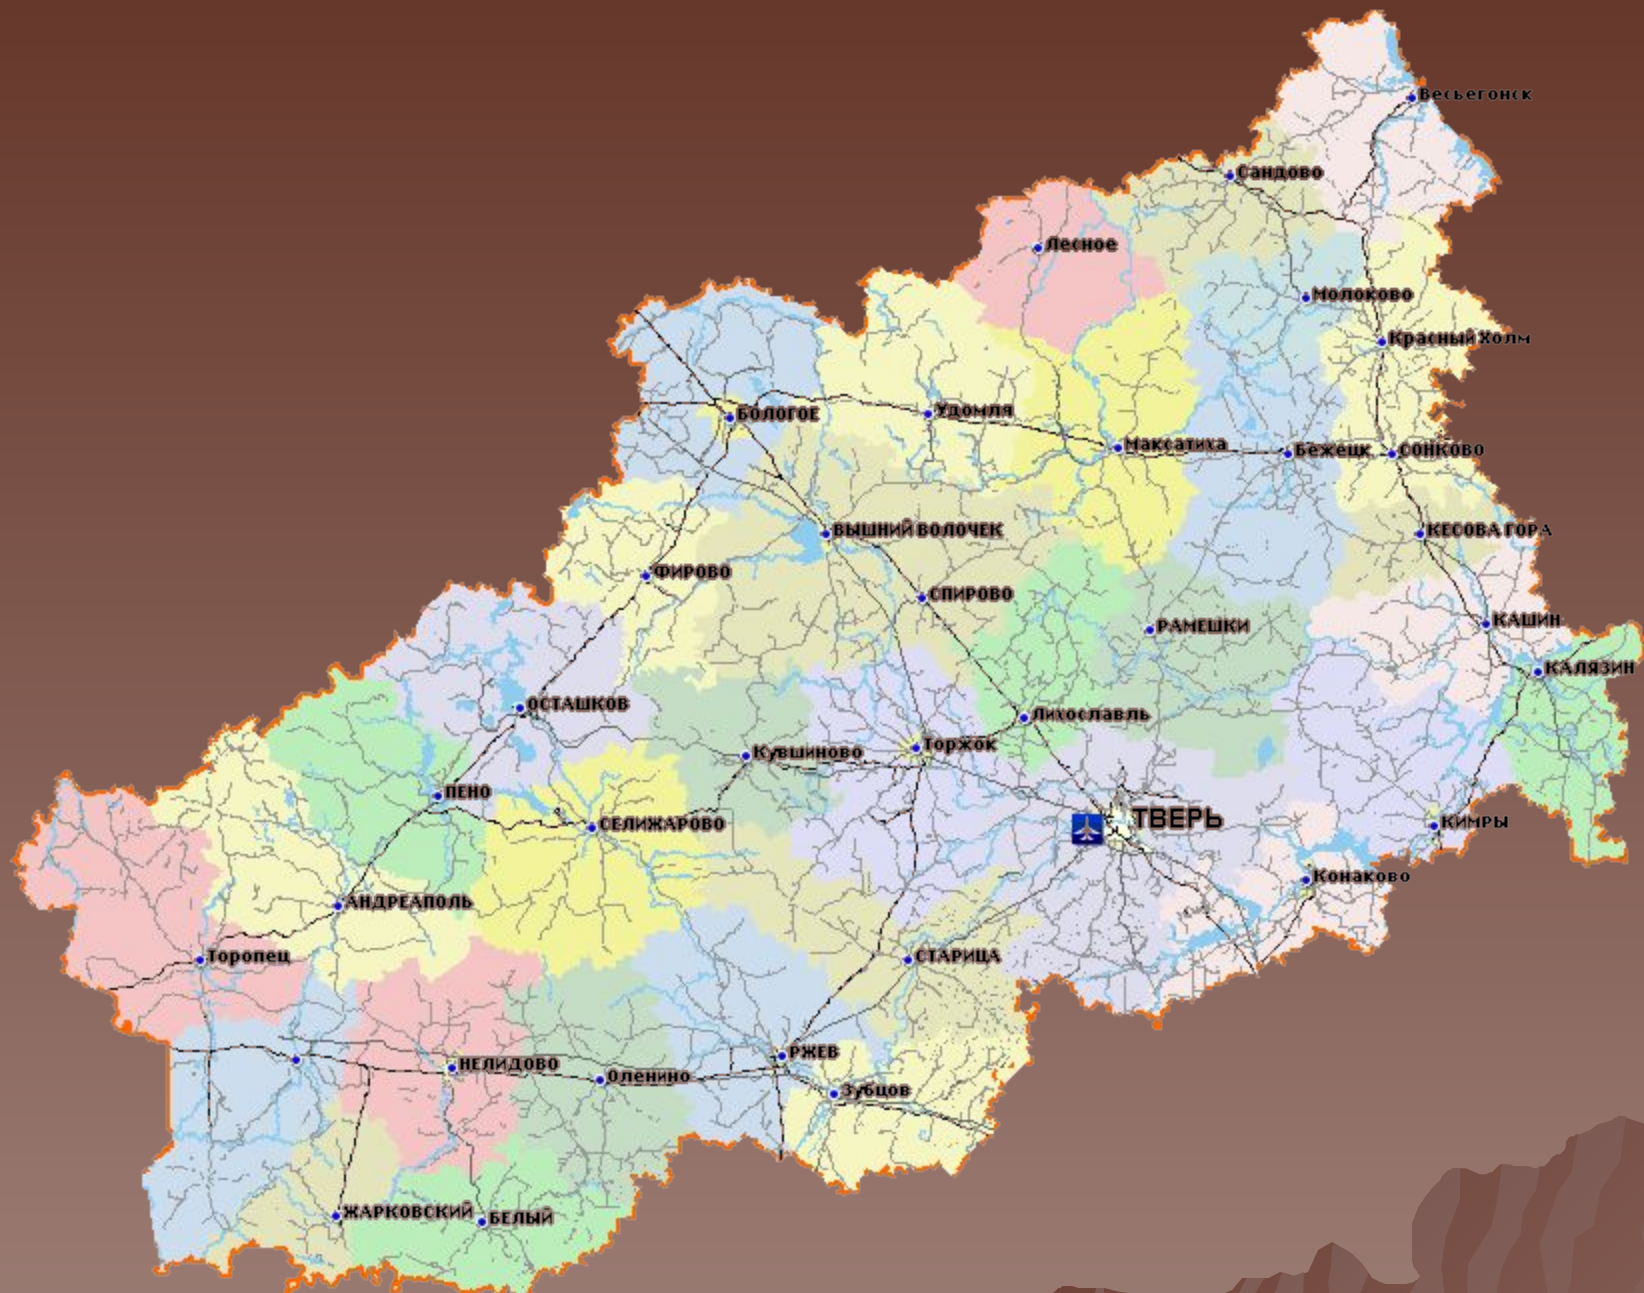 Весьегонск
Сандово
Лесное
Молоково
Красный Холм
БОЛОГОЕ
Удомля
Максатиха
Бежецк
СОНКОВО
ВЫШНИЙ ВОЛОЧЕК
КЕСОВА ГОРА
ФИРОВО
СПИРОВО
РАМЕШКИ
КАШИН
КАЛЯЗИН
ОСТАШКОВ
Лихославль
Кувшиново
Торжок
ПЕНО
СЕЛИЖАРОВО
ТВЕРЬ
КИМРЫ
Конаково
АНДРЕАПОЛЬ
Торопец
СТАРИЦА
РЖЕВ
НЕЛИДОВО
Оленино
Зубцов
ЖАРКОВСКИЙ
БЕЛЫЙ